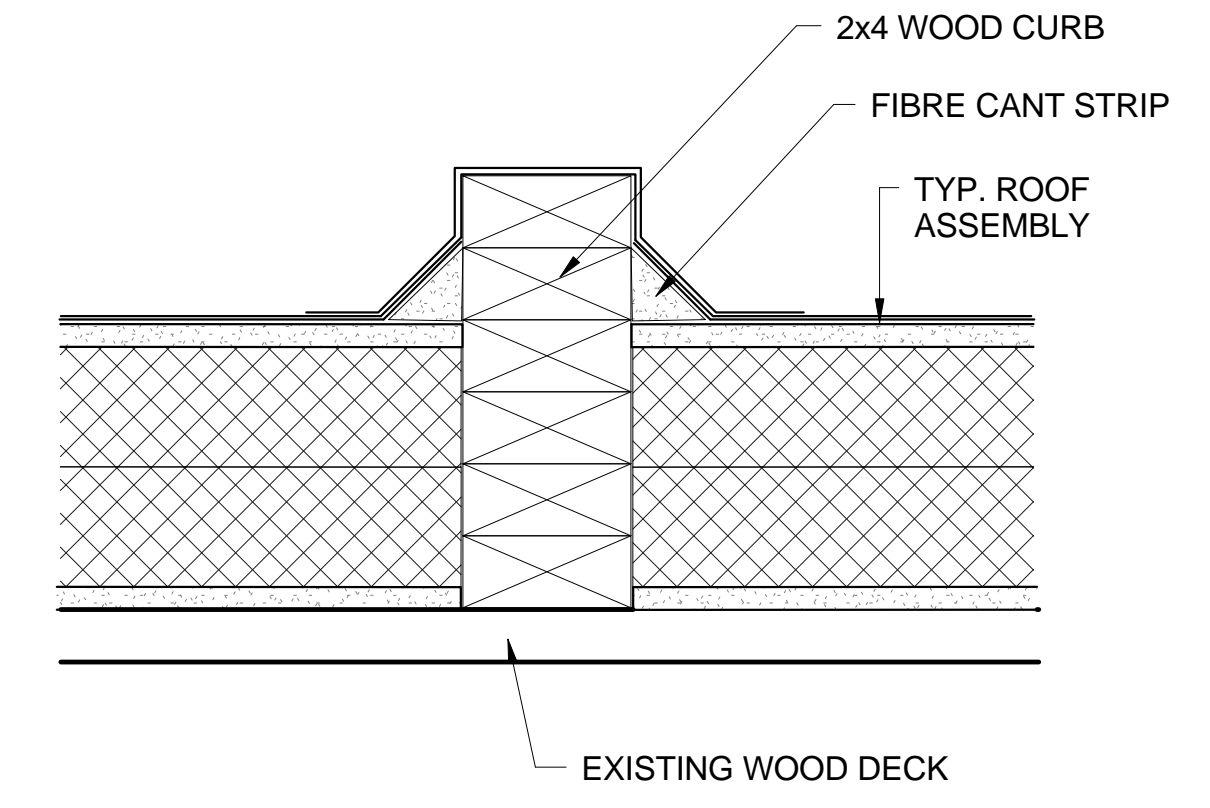 2x4 WOOD CURB
FIBRE CANT STRIP
TYP. ROOF
ASSEMBLY
EXISTING WOOD DECK